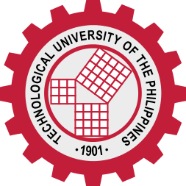 TECHNOLOGICAL UNIVERSITY OF THE PHILIPPINES
· 1901 ·